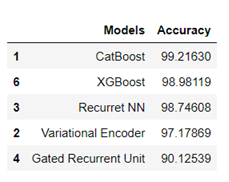 Models Accuracy
1 CatBoost 99.21630
6 XGBoost 98.98119
3 Recurret NN 98.74608
2 Variational Encoder 97.17869
4 Gated Recurrent Unit 90.12539